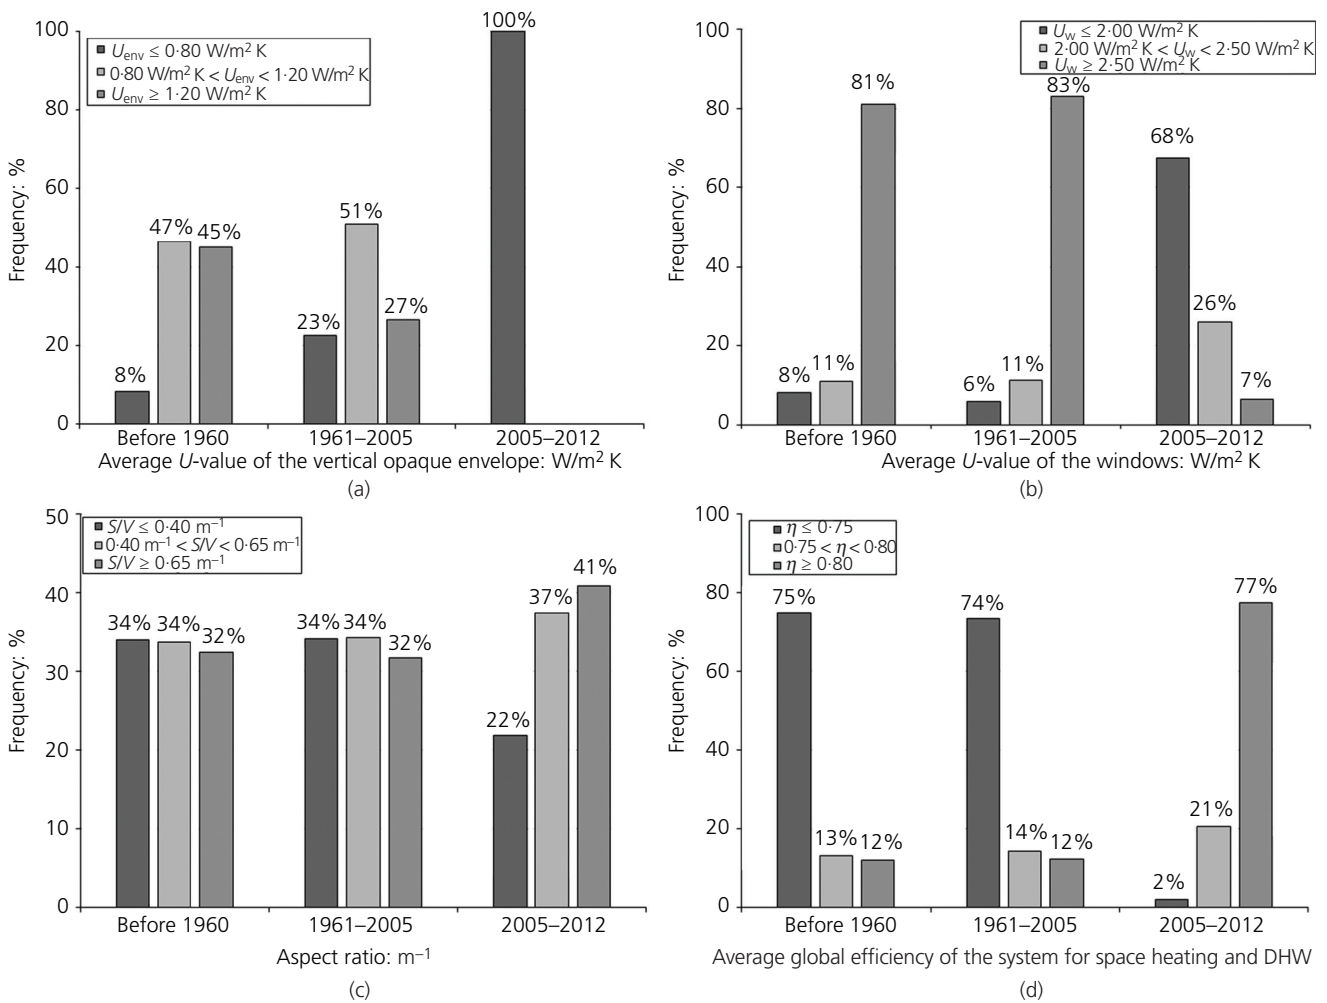 100
80
60
40
20
0
Frequency: %
U_env ≤ 0·80 W/m² K
0·80 W/m² K < U_env < 1·20 W/m² K
U_env ≥ 1·20 W/m² K
8%
47%
45%
23%
51%
27%
100%
Before 1960
1961–2005
2005–2012
Average U-value of the vertical opaque envelope: W/m² K
(a)
100
80
60
40
20
0
Frequency: %
U_w ≤ 2·00 W/m² K
2·00 W/m² K < U_w < 2·50 W/m² K
U_w ≥ 2·50 W/m² K
8%
11%
81%
6%
11%
83%
68%
26%
7%
Before 1960
1961–2005
2005–2012
Average U-value of the windows: W/m² K
(b)
50
40
30
20
10
0
Frequency: %
S/V ≤ 0·40 m⁻¹
0·40 m⁻¹ < S/V < 0·65 m⁻¹
S/V ≥ 0·65 m⁻¹
34%
34%
32%
34%
34%
32%
22%
37%
41%
Before 1960
1961–2005
2005–2012
Aspect ratio: m⁻¹
(c)
100
80
60
40
20
0
Frequency: %
η ≤ 0·75
0·75 < η < 0·80
η ≥ 0·80
75%
13%
12%
74%
14%
12%
2%
21%
77%
Before 1960
1961–2005
2005–2012
Average global efficiency of the system for space heating and DHW
(d)